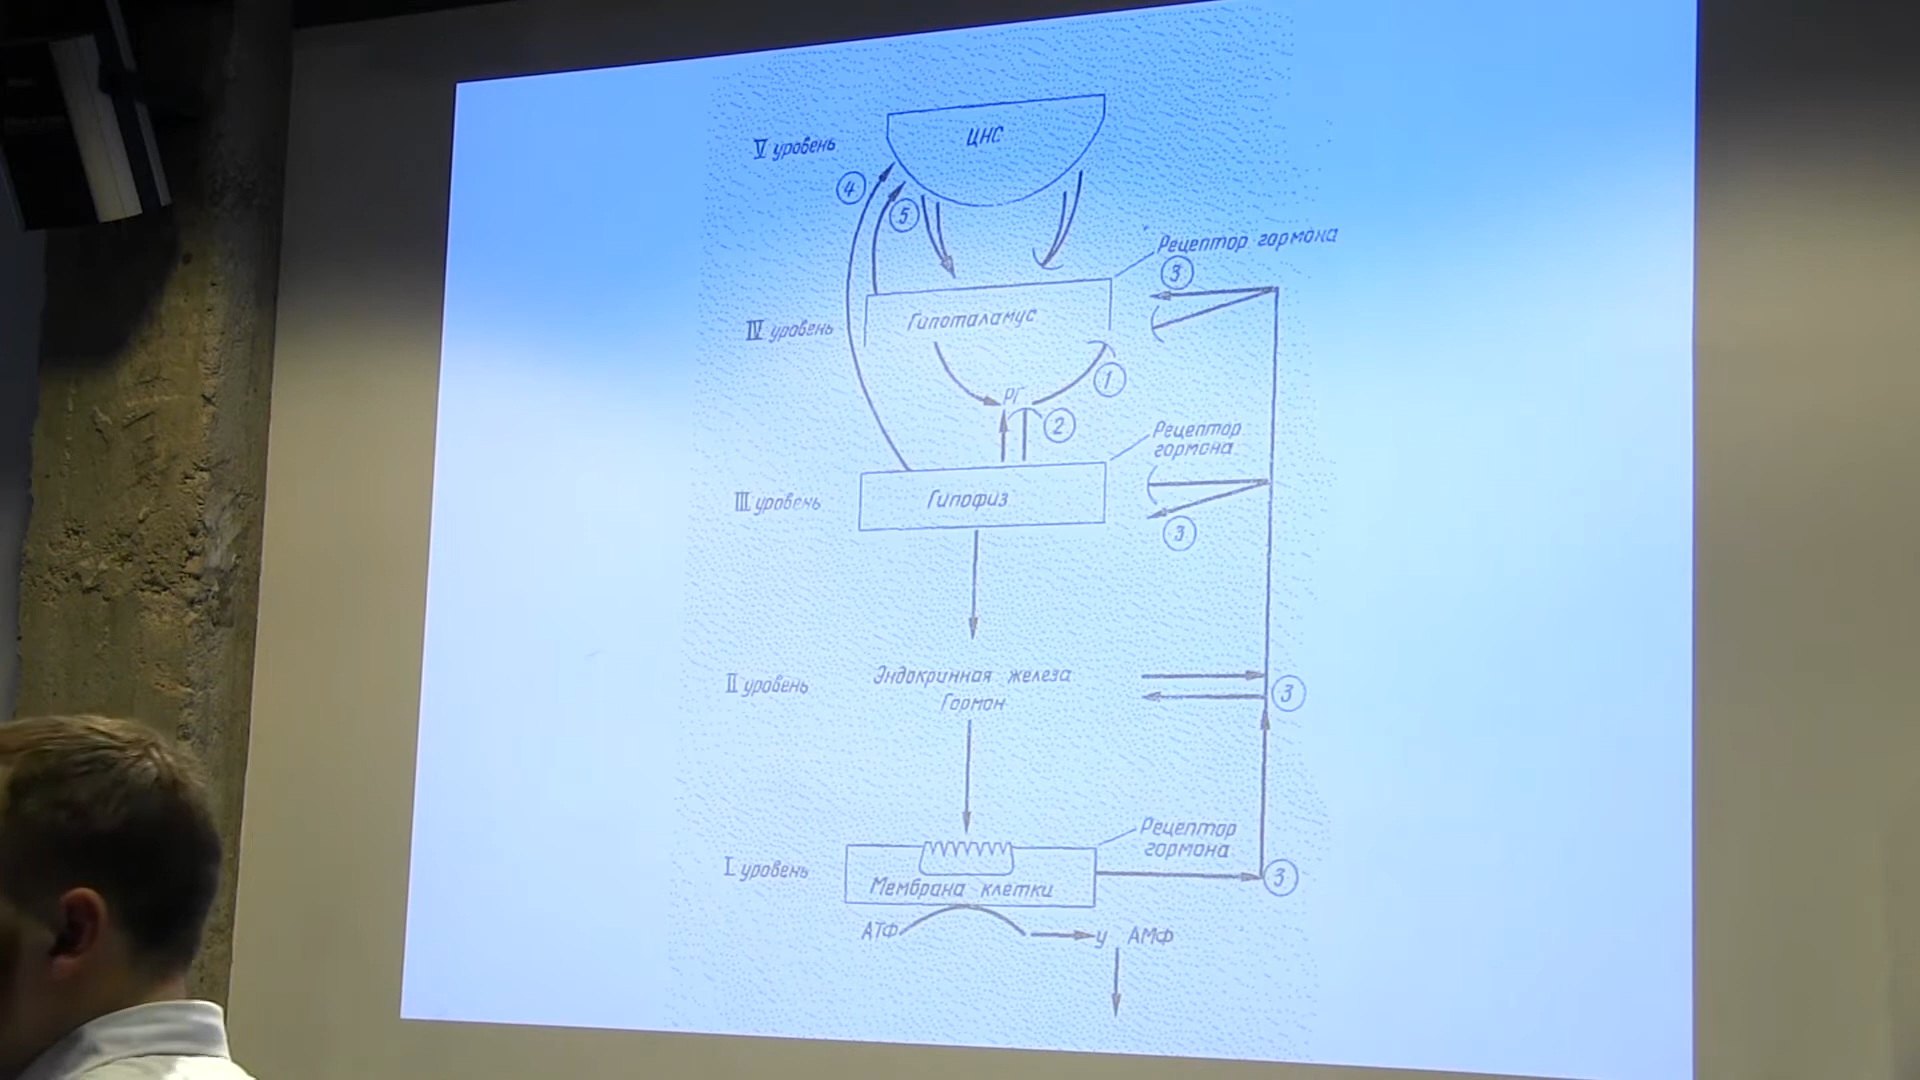 ЦНС
V уровень
4
5
Рецептор гормона
3
IV уровень
Гипоталамус
1
РГ
2
Рецептор
гормона
III уровень
Гипофиз
3
II уровень
Эндокринная железа
Гормон
3
Рецептор
гормона
I уровень
Мембрана клетки
3
АТФ
у АМФ